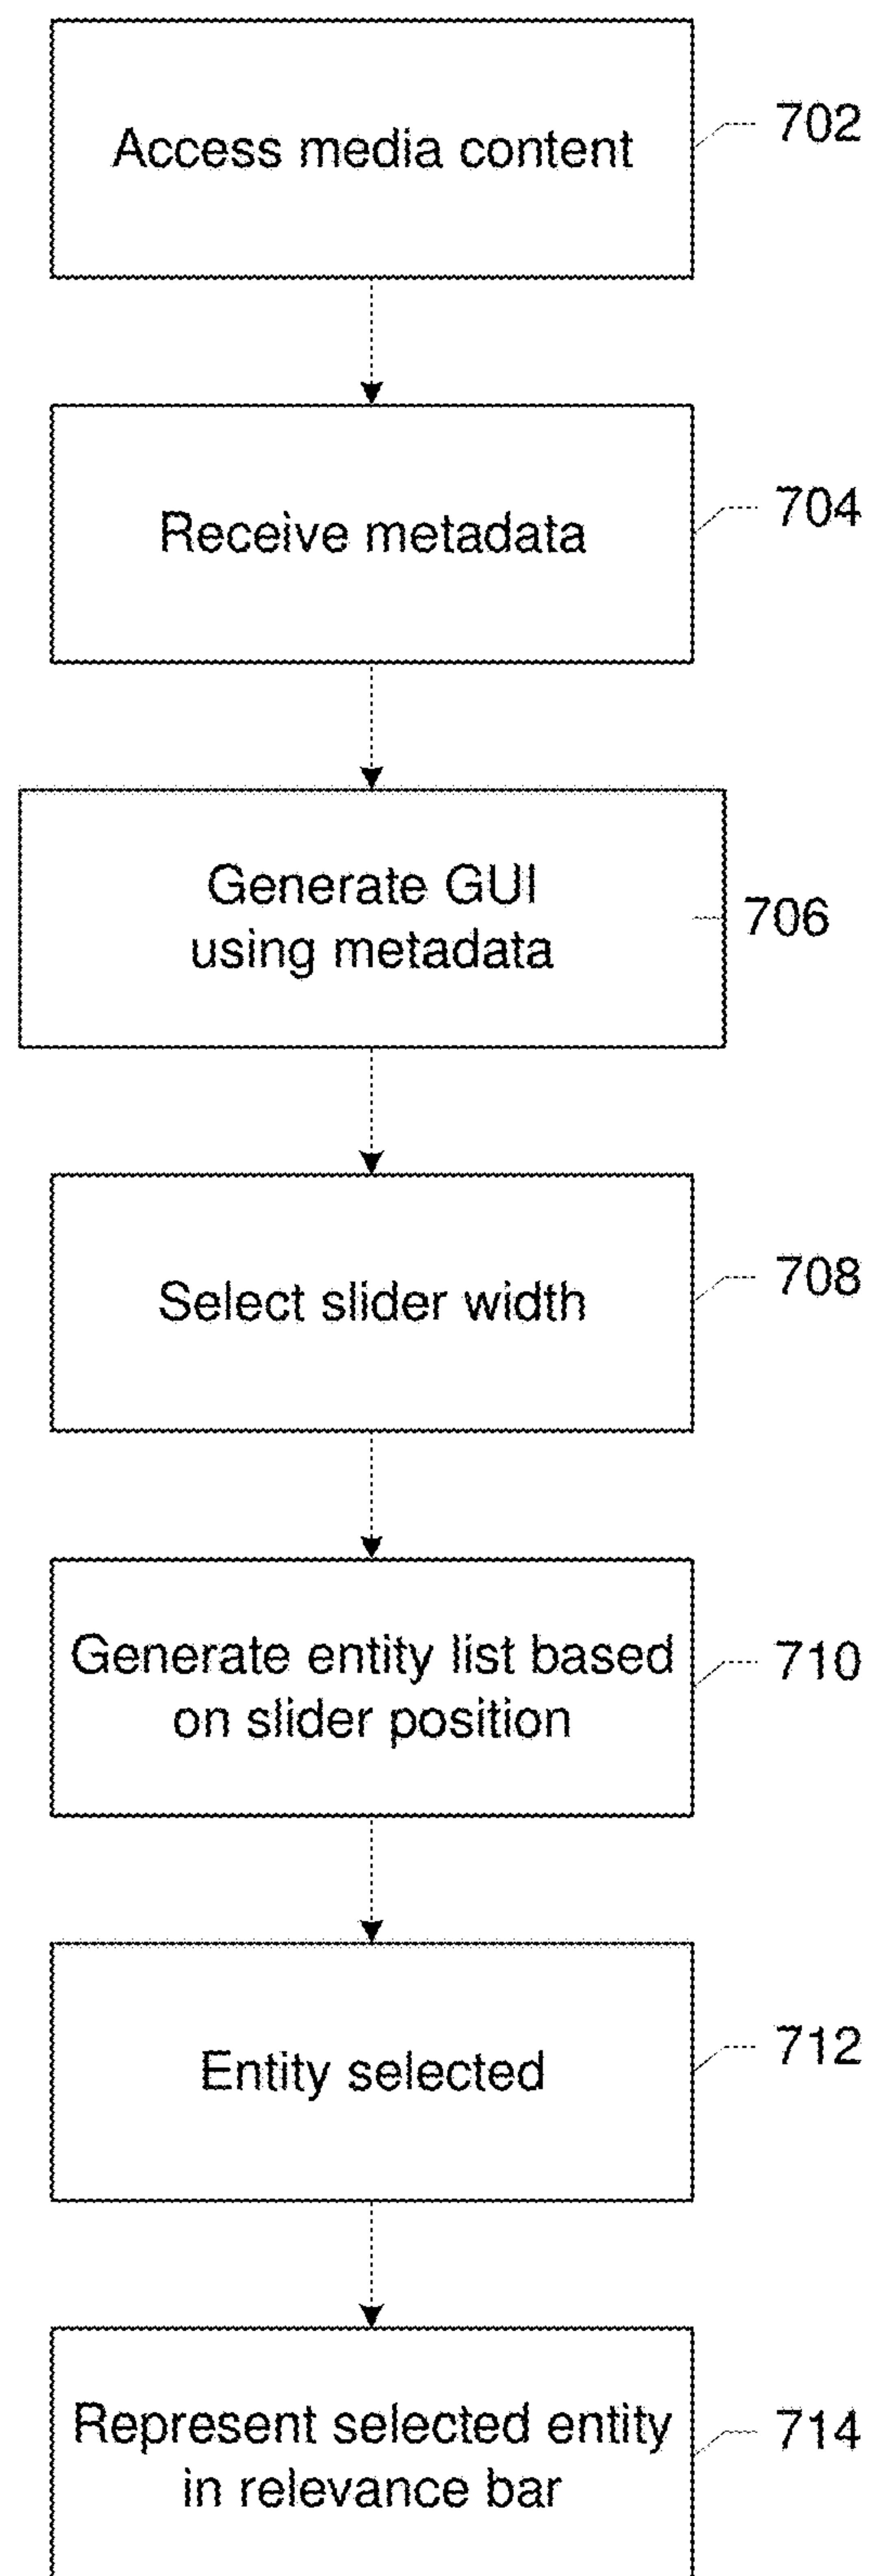 Access media content
702
Receive metadata
704
Generate GUI
using metadata
706
Select slider width
708
Generate entity list based
on slider position
710
Entity selected
712
Represent selected entity
in relevance bar
714